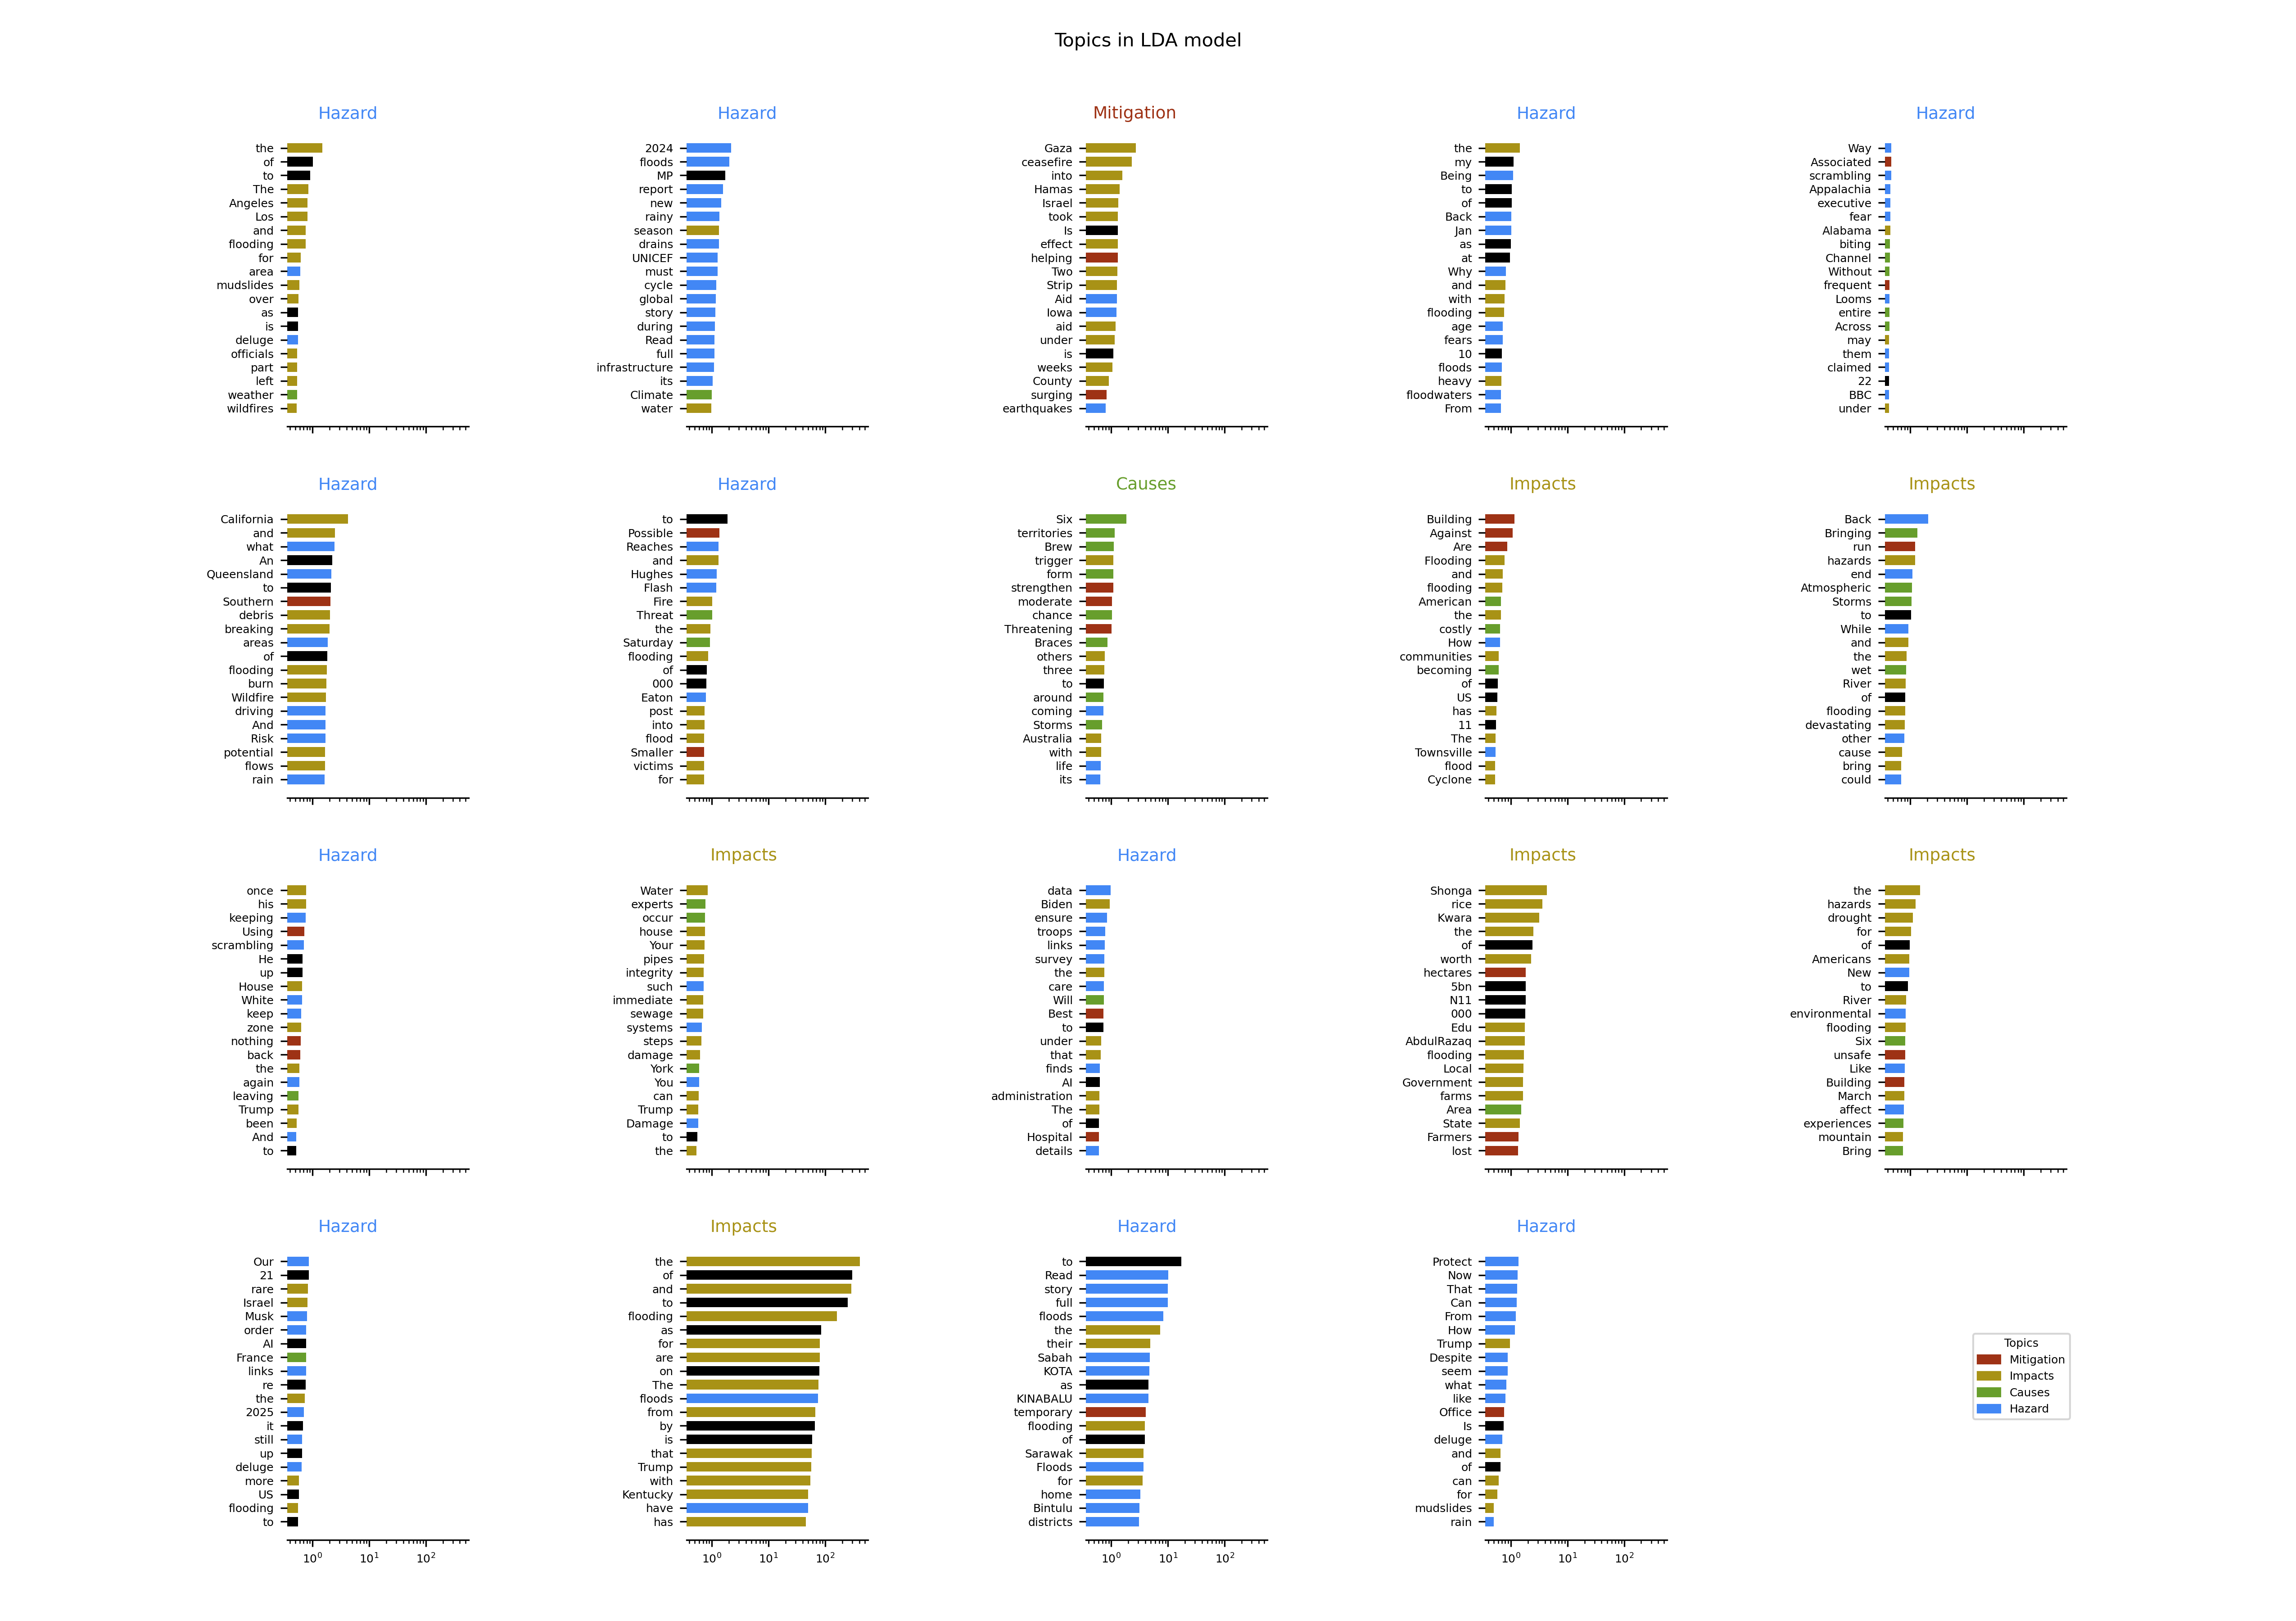 Topics in LDA model
Hazard
the
of
to
The
Angeles
Los
and
flooding
for
area
mudslides
over
as
is
deluge
officials
part
left
weather
wildfires
Hazard
2024
floods
MP
report
new
rainy
season
drains
UNICEF
must
cycle
global
story
during
Read
full
infrastructure
its
Climate
water
Mitigation
Gaza
ceasefire
into
Hamas
Israel
took
Is
effect
helping
Two
Strip
Aid
Iowa
aid
under
is
weeks
County
surging
earthquakes
Hazard
the
my
Being
to
of
Back
Jan
as
at
Why
and
with
flooding
age
fears
10
floods
heavy
floodwaters
From
Hazard
Way
Associated
scrambling
Appalachia
executive
fear
Alabama
biting
Channel
Without
frequent
Looms
entire
Across
may
them
claimed
22
BBC
under
Hazard
California
and
what
An
Queensland
to
Southern
debris
breaking
areas
of
flooding
burn
Wildfire
driving
And
Risk
potential
flows
rain
Hazard
to
Possible
Reaches
and
Hughes
Flash
Fire
Threat
the
Saturday
flooding
of
000
Eaton
post
into
flood
Smaller
victims
for
Causes
Six
territories
Brew
trigger
form
strengthen
moderate
chance
Threatening
Braces
others
three
to
around
coming
Storms
Australia
with
life
its
Impacts
Building
Against
Are
Flooding
and
flooding
American
the
costly
How
communities
becoming
of
US
has
11
The
Townsville
flood
Cyclone
Impacts
Back
Bringing
run
hazards
end
Atmospheric
Storms
to
While
and
the
wet
River
of
flooding
devastating
other
cause
bring
could
Hazard
once
his
keeping
Using
scrambling
He
up
House
White
keep
zone
nothing
back
the
again
leaving
Trump
been
And
to
Impacts
Water
experts
occur
house
Your
pipes
integrity
such
immediate
sewage
systems
steps
damage
York
You
can
Trump
Damage
to
the
Hazard
data
Biden
ensure
troops
links
survey
the
care
Will
Best
to
under
that
finds
AI
administration
The
of
Hospital
details
Impacts
Shonga
rice
Kwara
the
of
worth
hectares
5bn
N11
000
Edu
AbdulRazaq
flooding
Local
Government
farms
Area
State
Farmers
lost
Impacts
the
hazards
drought
for
of
Americans
New
to
River
environmental
flooding
Six
unsafe
Like
Building
March
affect
experiences
mountain
Bring
Hazard
Our
21
rare
Israel
Musk
order
AI
France
links
re
the
2025
it
still
up
deluge
more
US
flooding
to
10⁰ 10¹ 10²
Impacts
the
of
and
to
flooding
as
for
are
on
The
floods
from
by
is
that
Trump
with
Kentucky
have
has
10⁰ 10¹ 10²
Hazard
to
Read
story
full
floods
the
their
Sabah
KOTA
as
KINABALU
temporary
flooding
of
Sarawak
Floods
for
home
Bintulu
districts
10⁰ 10¹ 10²
Hazard
Protect
Now
That
Can
From
How
Trump
Despite
seem
what
like
Office
Is
deluge
and
of
can
for
mudslides
rain
10⁰ 10¹ 10²
Topics
Mitigation
Impacts
Causes
Hazard